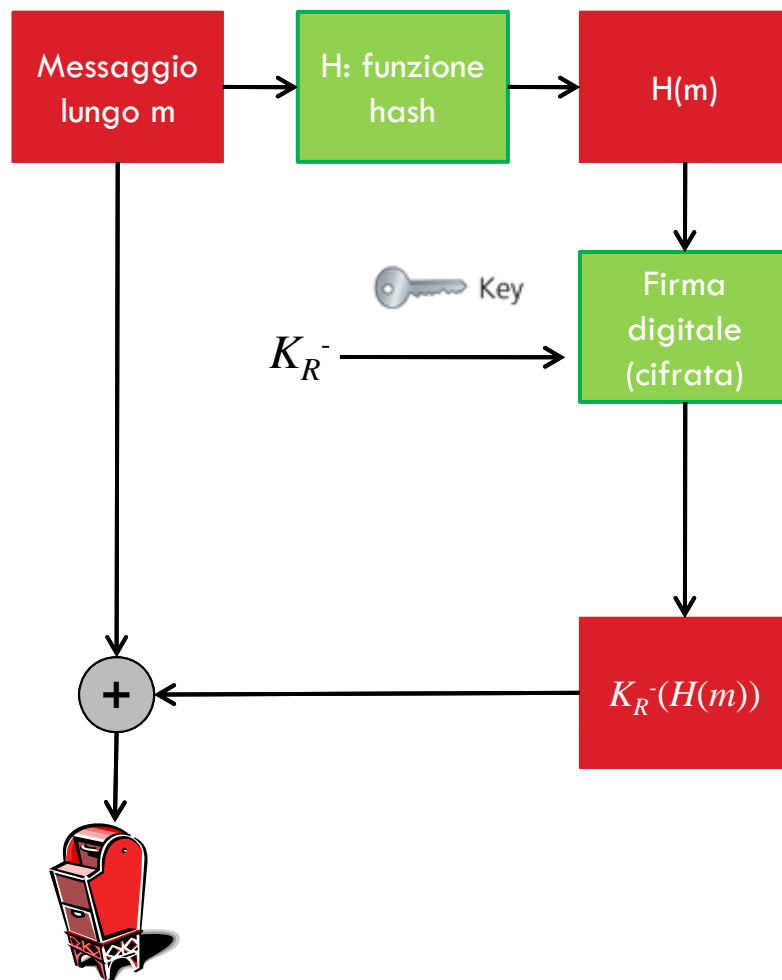 Messaggio
lungo m
H: funzione
hash
H(m)
Key
K_R^-
Firma
digitale
(cifrata)
+
K_R^-(H(m))